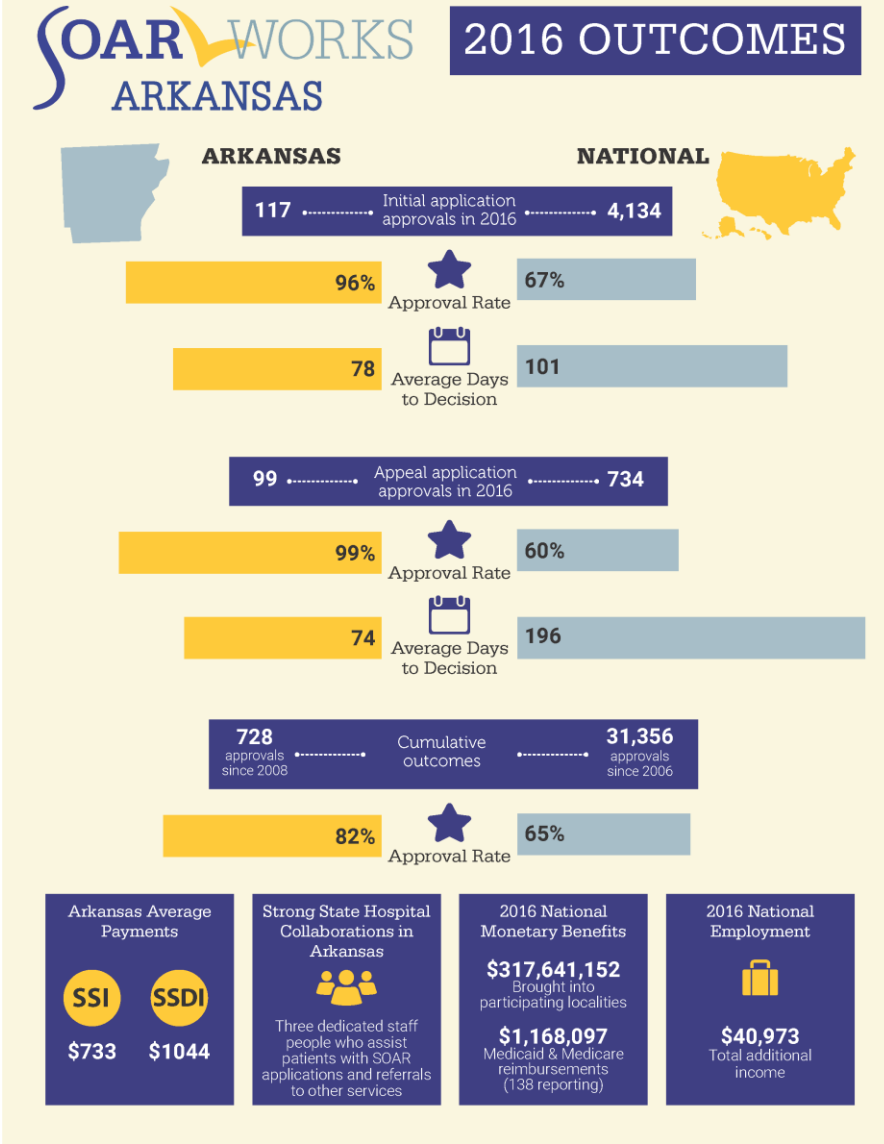 SOAR WORKS
ARKANSAS
2016 OUTCOMES
ARKANSAS
NATIONAL
117
Initial application
approvals in 2016
4,134
96%
Approval Rate
67%
78
Average Days
to Decision
101
99
Appeal application
approvals in 2016
734
99%
Approval Rate
60%
74
Average Days
to Decision
196
728
approvals
since 2008
Cumulative
outcomes
31,356
approvals
since 2006
82%
Approval Rate
65%
Arkansas Average
Payments
SSI
SSDI
$733
$1044
Strong State Hospital
Collaborations in
Arkansas
Three dedicated staff
people who assist
patients with SOAR
applications and referrals
to other services
2016 National
Monetary Benefits
$317,641,152
Brought into
participating localities
$1,168,097
Medicaid & Medicare
reimbursements
(138 reporting)
2016 National
Employment
$40,973
Total additional
income